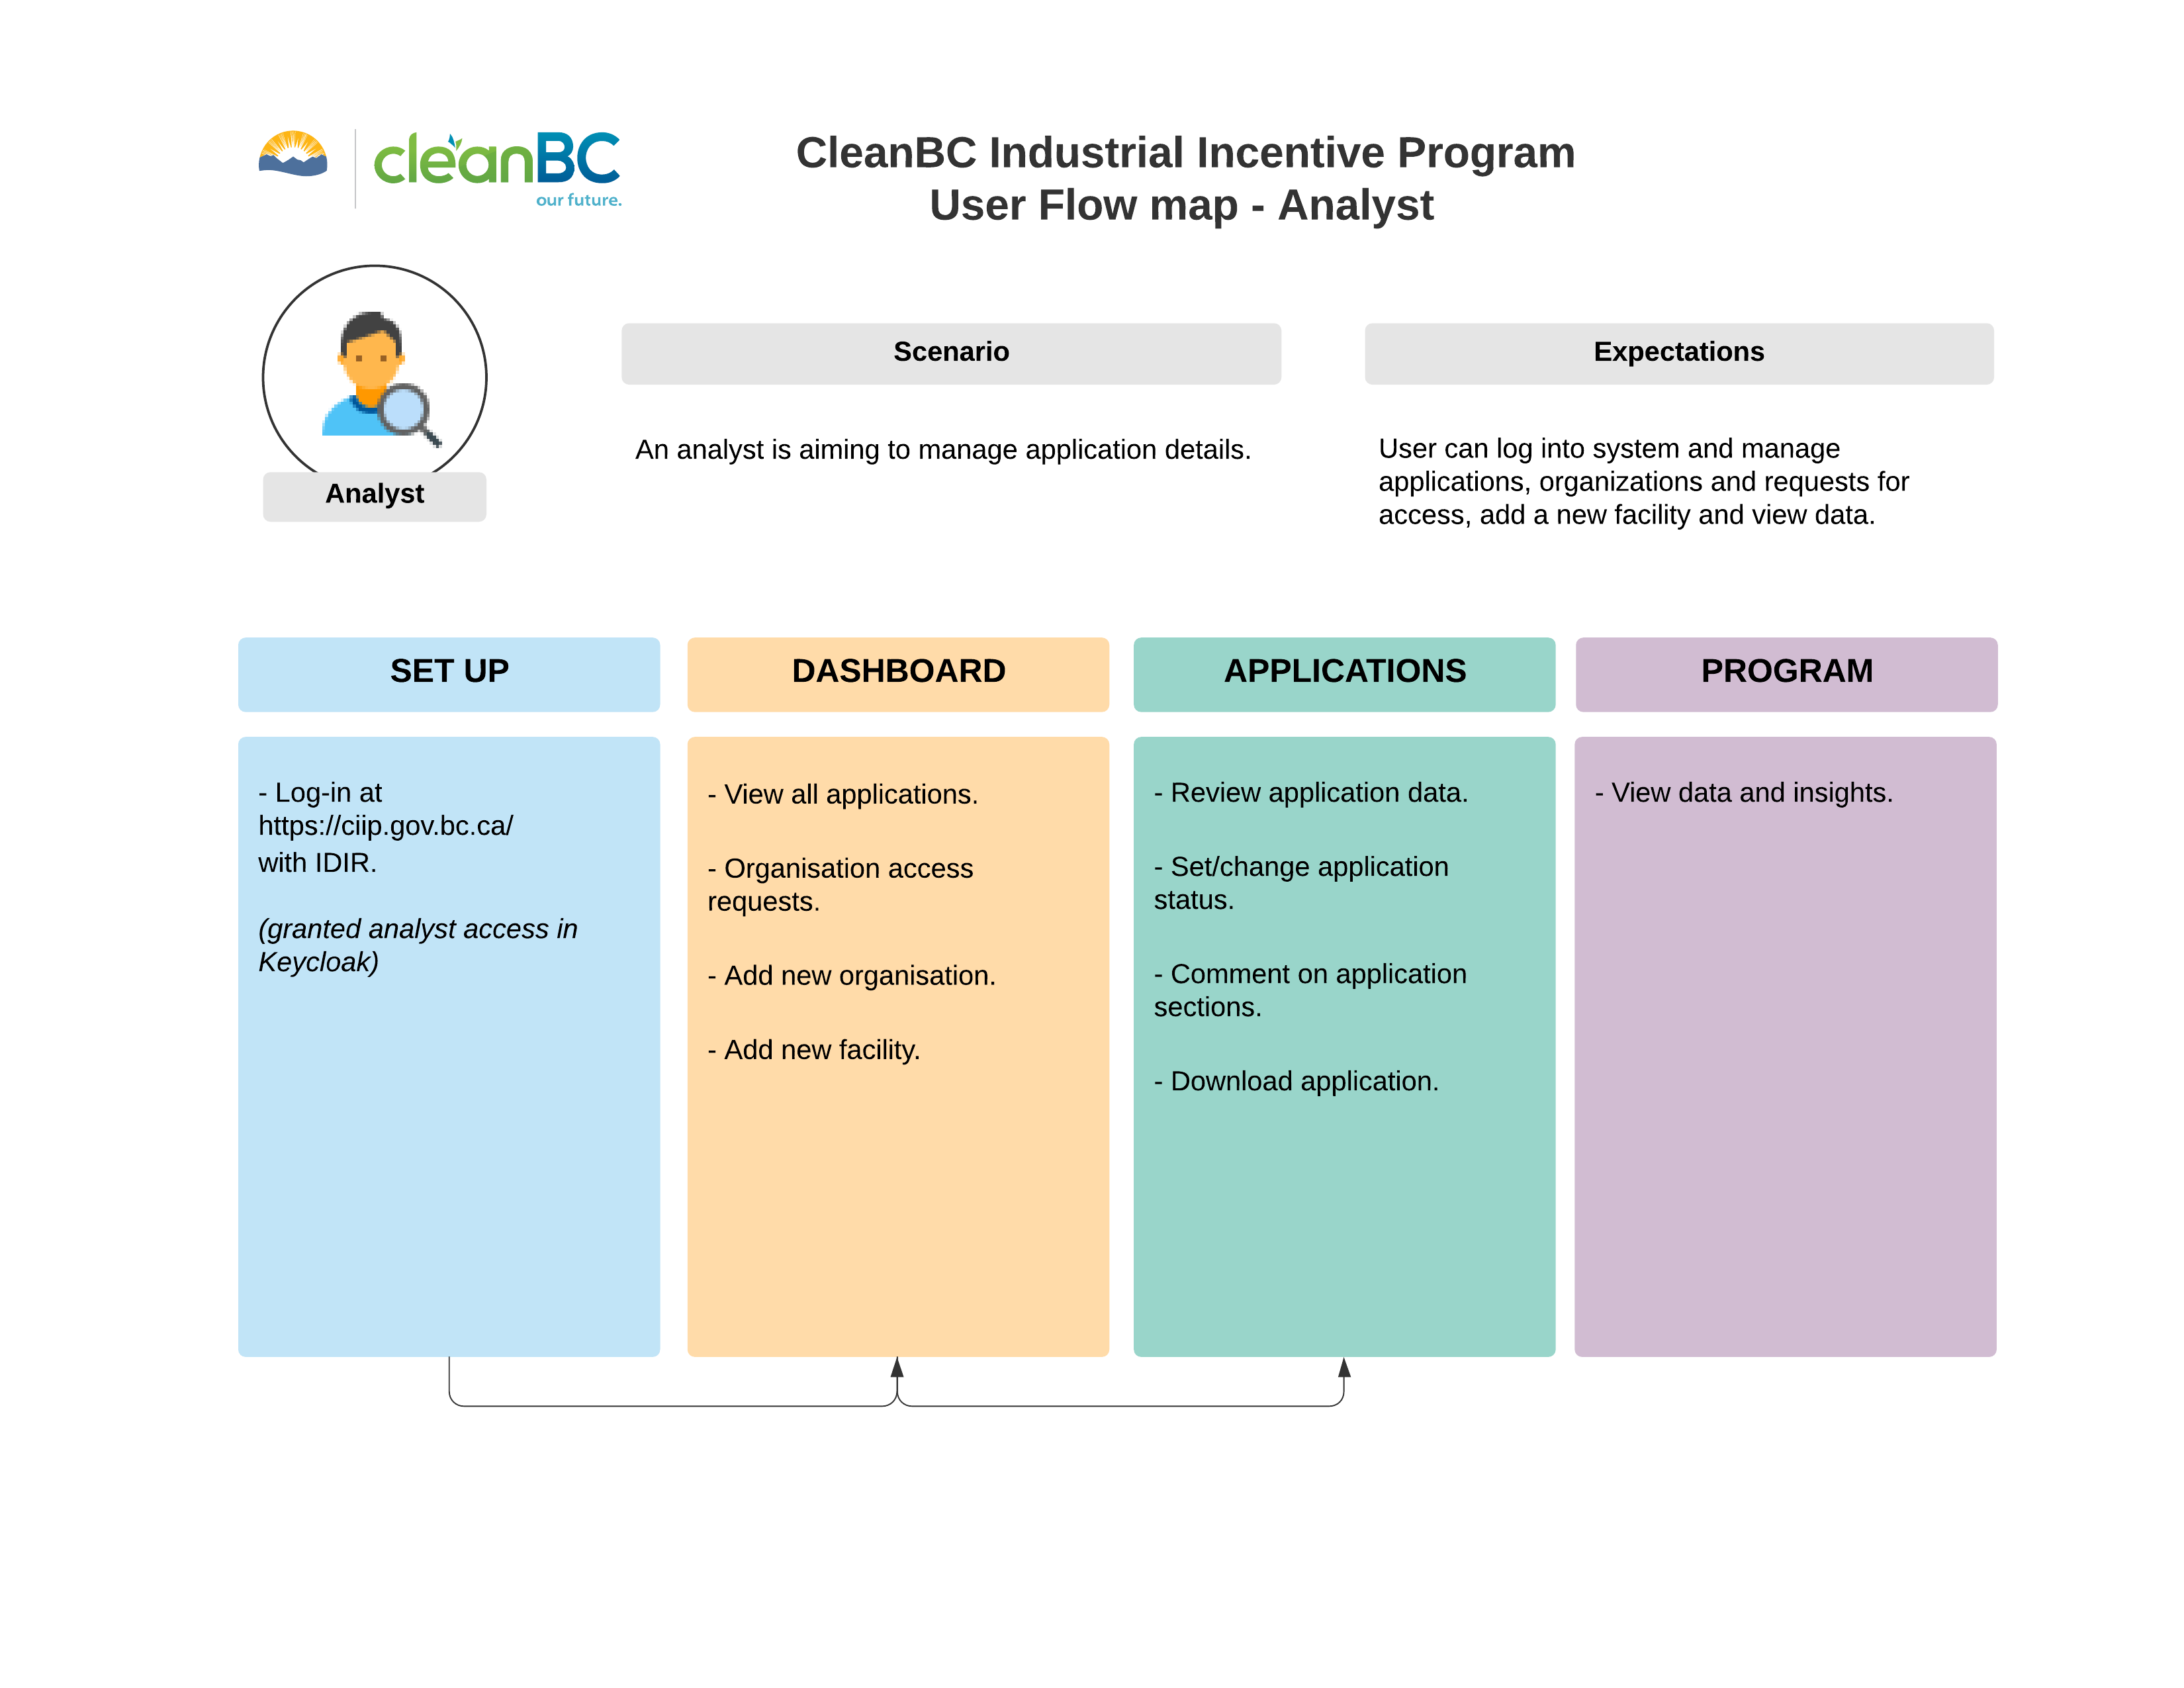 cleanBC
our future.
CleanBC Industrial Incentive Program
User Flow map - Analyst
Analyst
Scenario
An analyst is aiming to manage application details.
Expectations
User can log into system and manage
applications, organizations and requests for
access, add a new facility and view data.
SET UP
- Log-in at
https://ciip.gov.bc.ca/
with IDIR.
(granted analyst access in
Keycloak)
DASHBOARD
- View all applications.
- Organisation access
requests.
- Add new organisation.
- Add new facility.
APPLICATIONS
- Review application data.
- Set/change application
status.
- Comment on application
sections.
- Download application.
PROGRAM
- View data and insights.